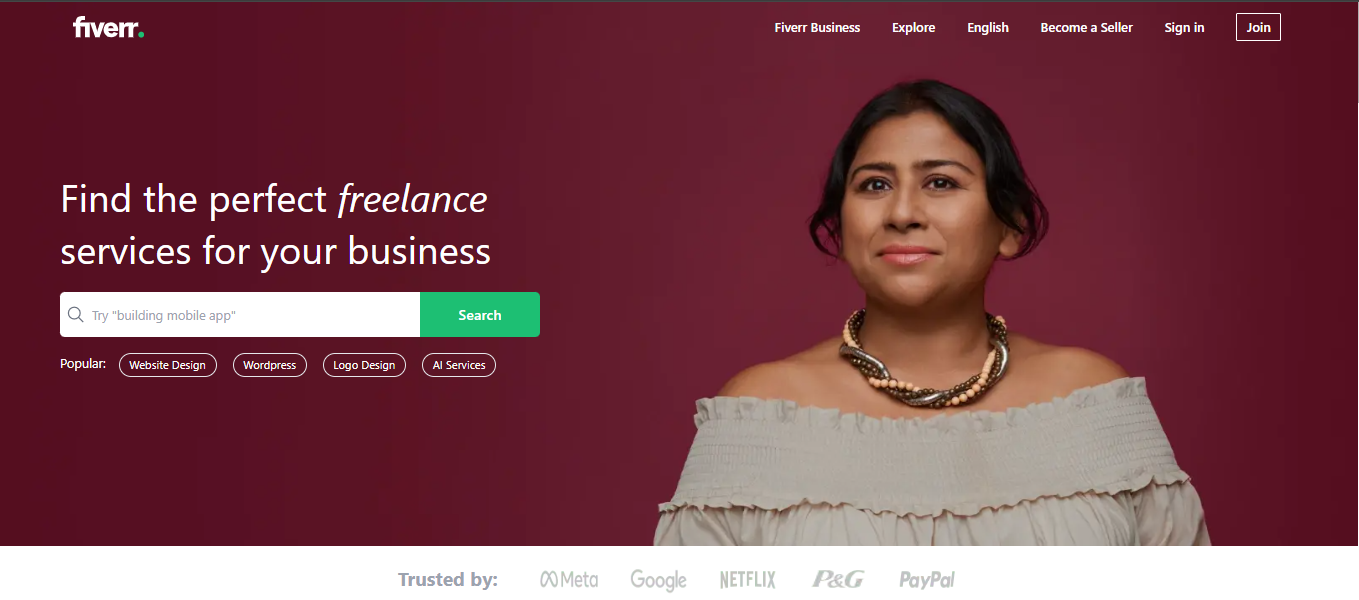 fiverr.
Fiverr Business Explore English Become a Seller Sign in Join
Find the perfect freelance
services for your business
Try "building mobile app" Search
Popular: Website Design Wordpress Logo Design AI Services
Trusted by: Meta Google NETFLIX P&G PayPal